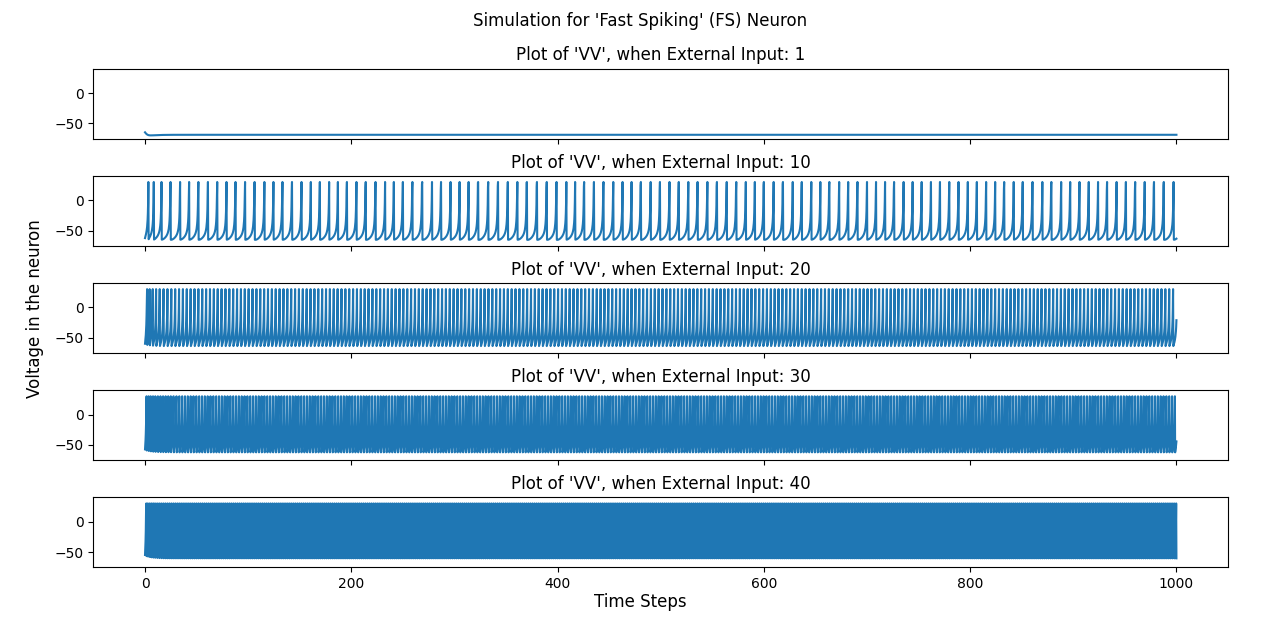 Simulation for 'Fast Spiking' (FS) Neuron
Plot of 'VV', when External Input: 1
0
−50
Plot of 'VV', when External Input: 10
0
−50
Plot of 'VV', when External Input: 20
0
−50
Plot of 'VV', when External Input: 30
0
−50
Plot of 'VV', when External Input: 40
0
−50
0 200 400 600 800 1000
Time Steps
Voltage in the neuron